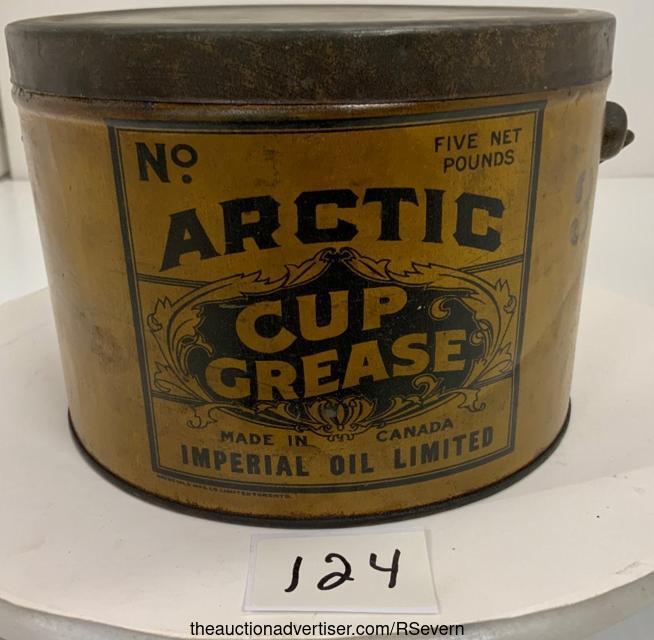 Nº
FIVE NET
POUNDS
ARCTIC
CUP
GREASE
MADE IN CANADA
IMPERIAL OIL LIMITED
124
theauctionadvertiser.com/RSevern